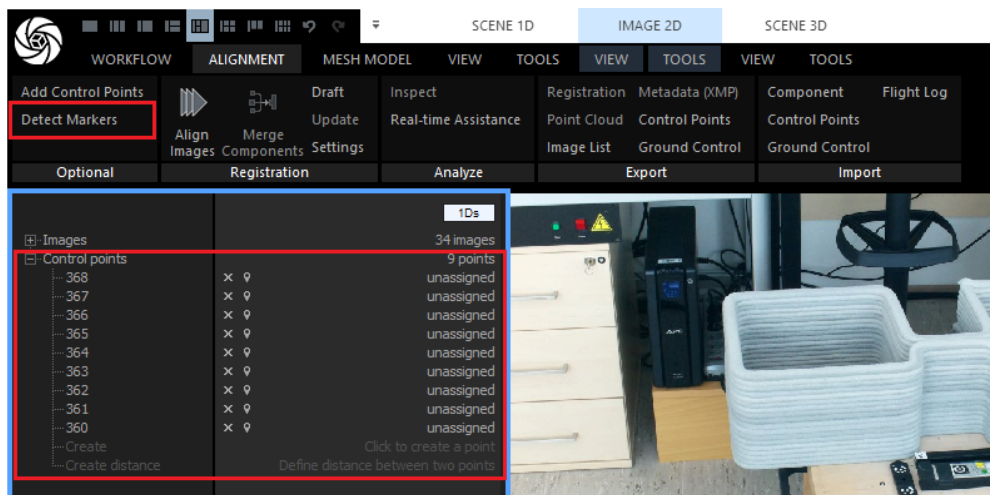 SCENE 1D IMAGE 2D SCENE 3D
WORKFLOW ALIGNMENT MESH MODEL VIEW TOOLS VIEW TOOLS VIEW TOOLS
Add Control Points
Detect Markers
Optional
Align Images
Merge Components
Draft
Update
Settings
Registration
Inspect
Real-time Assistance
Analyze
Registration Metadata (XMP)
Point Cloud Control Points
Image List Ground Control
Export
Component Flight Log
Control Points
Ground Control
Import
1Ds
Images 34 images
Control points 9 points
368 unassigned
367 unassigned
366 unassigned
365 unassigned
364 unassigned
363 unassigned
362 unassigned
361 unassigned
360 unassigned
Create Click to create a point
Create distance Define distance between two points
APC